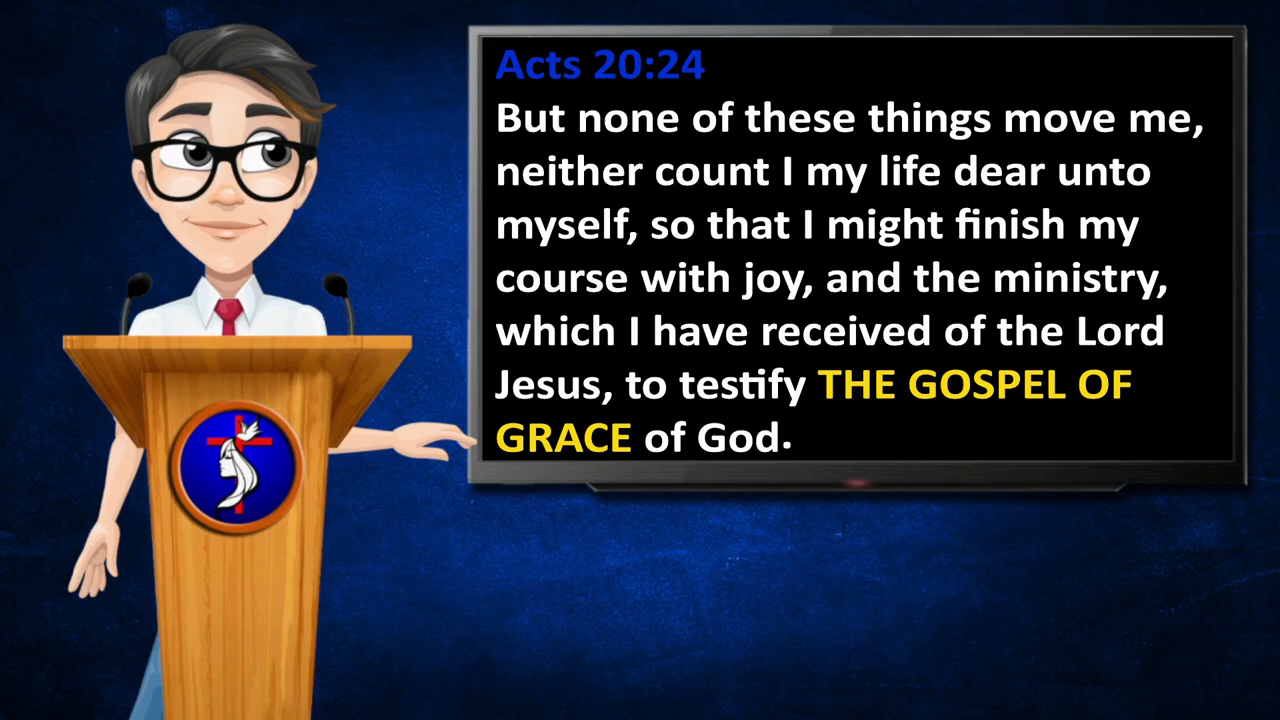 Acts 20:24
But none of these things move me,
neither count I my life dear unto
myself, so that I might finish my
course with joy, and the ministry,
which I have received of the Lord
Jesus, to testify THE GOSPEL OF
GRACE of God.